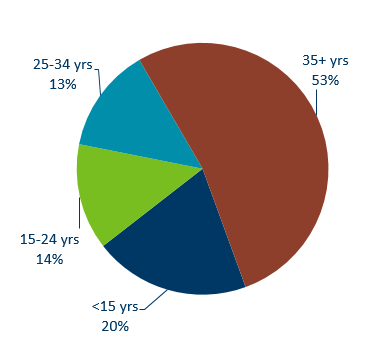 35+ yrs
53%
25-34 yrs
13%
15-24 yrs
14%
<15 yrs
20%